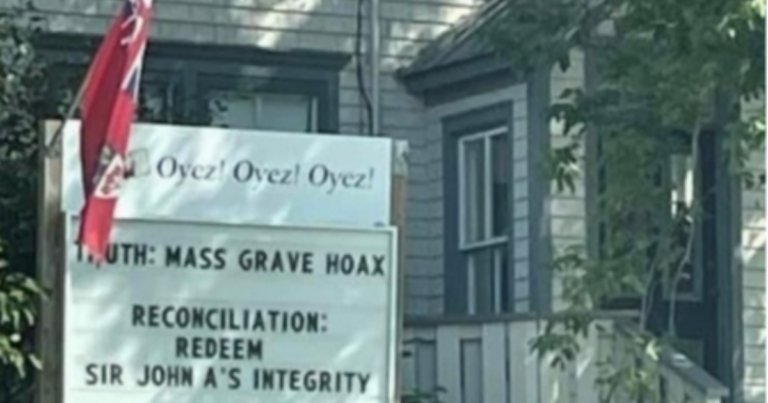 Oyez! Oyez! Oyez!
TRUTH: MASS GRAVE HOAX
RECONCILIATION:
REDEEM
SIR JOHN A'S INTEGRITY